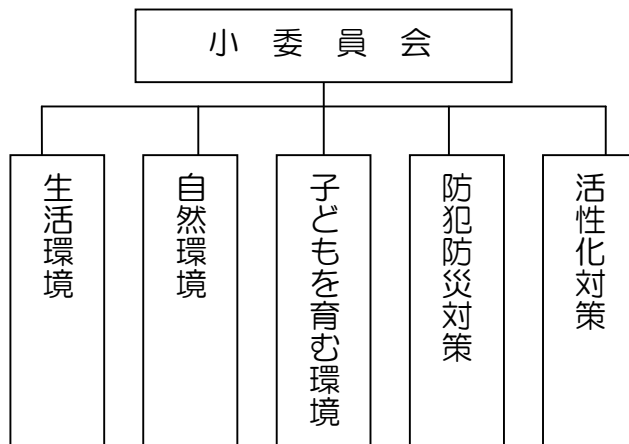 小委員会
生活環境
自然環境
子どもを育む環境
防犯防災対策
活性化対策